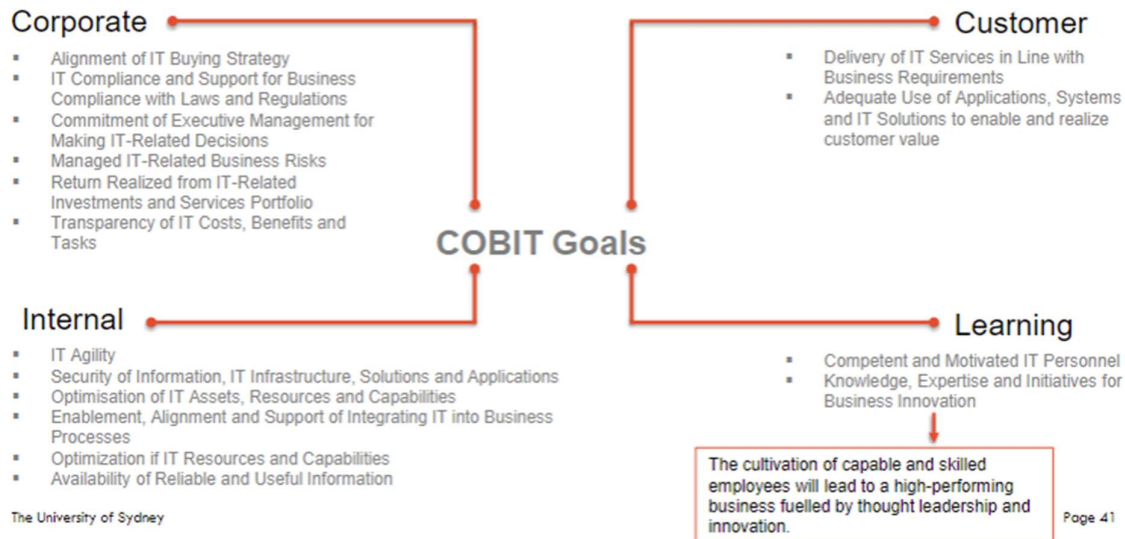 Corporate
▪ Alignment of IT Buying Strategy
▪ IT Compliance and Support for Business
Compliance with Laws and Regulations
▪ Commitment of Executive Management for
Making IT-Related Decisions
▪ Managed IT-Related Business Risks
▪ Return Realized from IT-Related
Investments and Services Portfolio
▪ Transparency of IT Costs, Benefits and
Tasks
Customer
▪ Delivery of IT Services in Line with
Business Requirements
▪ Adequate Use of Applications, Systems
and IT Solutions to enable and realize
customer value
COBIT Goals
Internal
▪ IT Agility
▪ Security of Information, IT Infrastructure, Solutions and Applications
▪ Optimisation of IT Assets, Resources and Capabilities
▪ Enablement, Alignment and Support of Integrating IT into Business
Processes
▪ Optimization if IT Resources and Capabilities
▪ Availability of Reliable and Useful Information
Learning
▪ Competent and Motivated IT Personnel
▪ Knowledge, Expertise and Initiatives for
Business Innovation
The cultivation of capable and skilled
employees will lead to a high-performing
business fuelled by thought leadership and
innovation.
The University of Sydney
Page 41